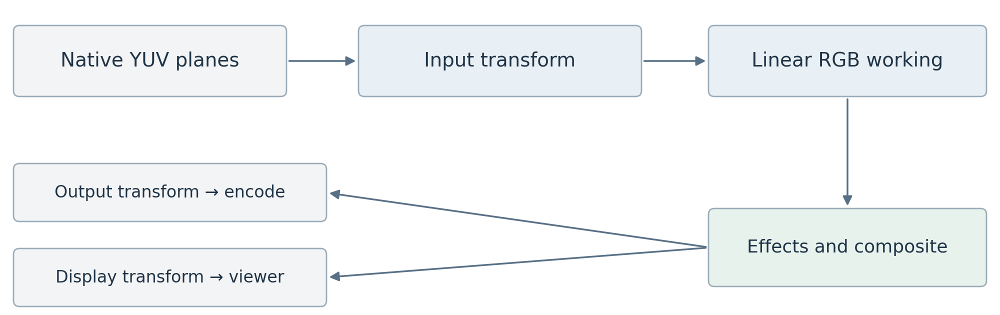 Native YUV planes
Input transform
Linear RGB working
Output transform → encode
Effects and composite
Display transform → viewer